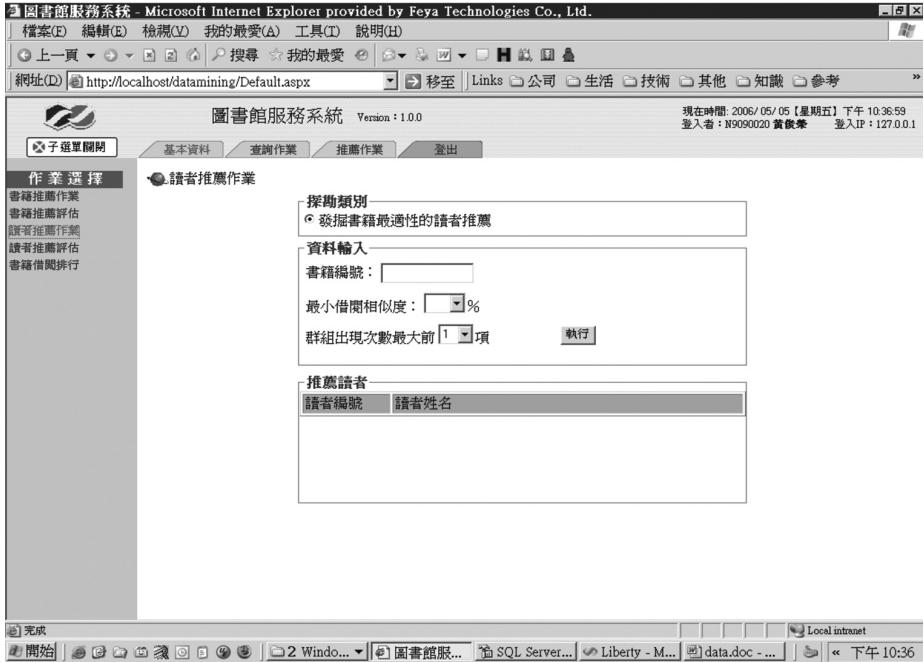 圖書館服務系統 - Microsoft Internet Explorer provided by Feya Technologies Co., Ltd.
檔案(F) 編輯(E) 檢視(V) 我的最愛(A) 工具(T) 說明(H)
上一頁 搜尋 我的最愛
網址(D) http://localhost/datamining/Default.aspx 移至 Links 公司 生活 技術 其他 知識 參考 »
圖書館服務系統 Version：1.0.0
現在時間: 2006/05/05【星期五】下午 10:36:59
登入者：N9090020 黃俊榮 登入IP：127.0.0.1
子選單開關
基本資料 查詢作業 推薦作業 登出
作業選擇
書籍推薦作業
書籍推薦評估
讀者推薦作業
讀者推薦評估
書籍借閱排行
讀者推薦作業
探勘類別
發掘書籍最適性的讀者推薦
資料輸入
書籍編號：
最小借閱相似度： %
群組出現次數最大前 1 項 執行
推薦讀者
讀者編號 讀者姓名
完成 Local intranet
開始 2 Windo... 圖書館服... SQL Server... Liberty - M... data.doc - ... « 下午 10:36